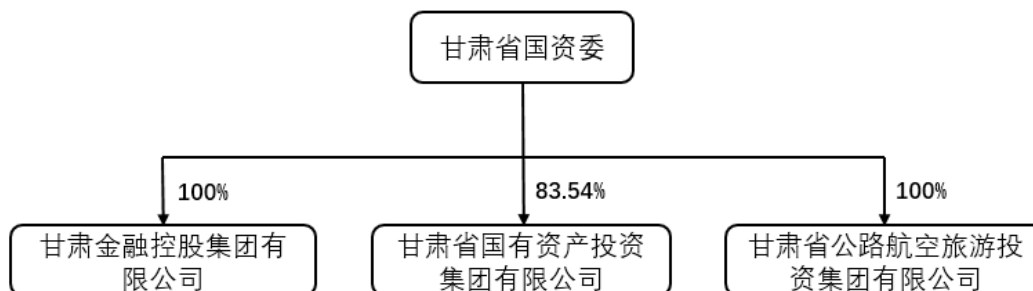 甘肃省国资委
100%
83.54%
100%
甘肃金融控股集团有
限公司
甘肃省国有资产投资
集团有限公司
甘肃省公路航空旅游投
资集团有限公司